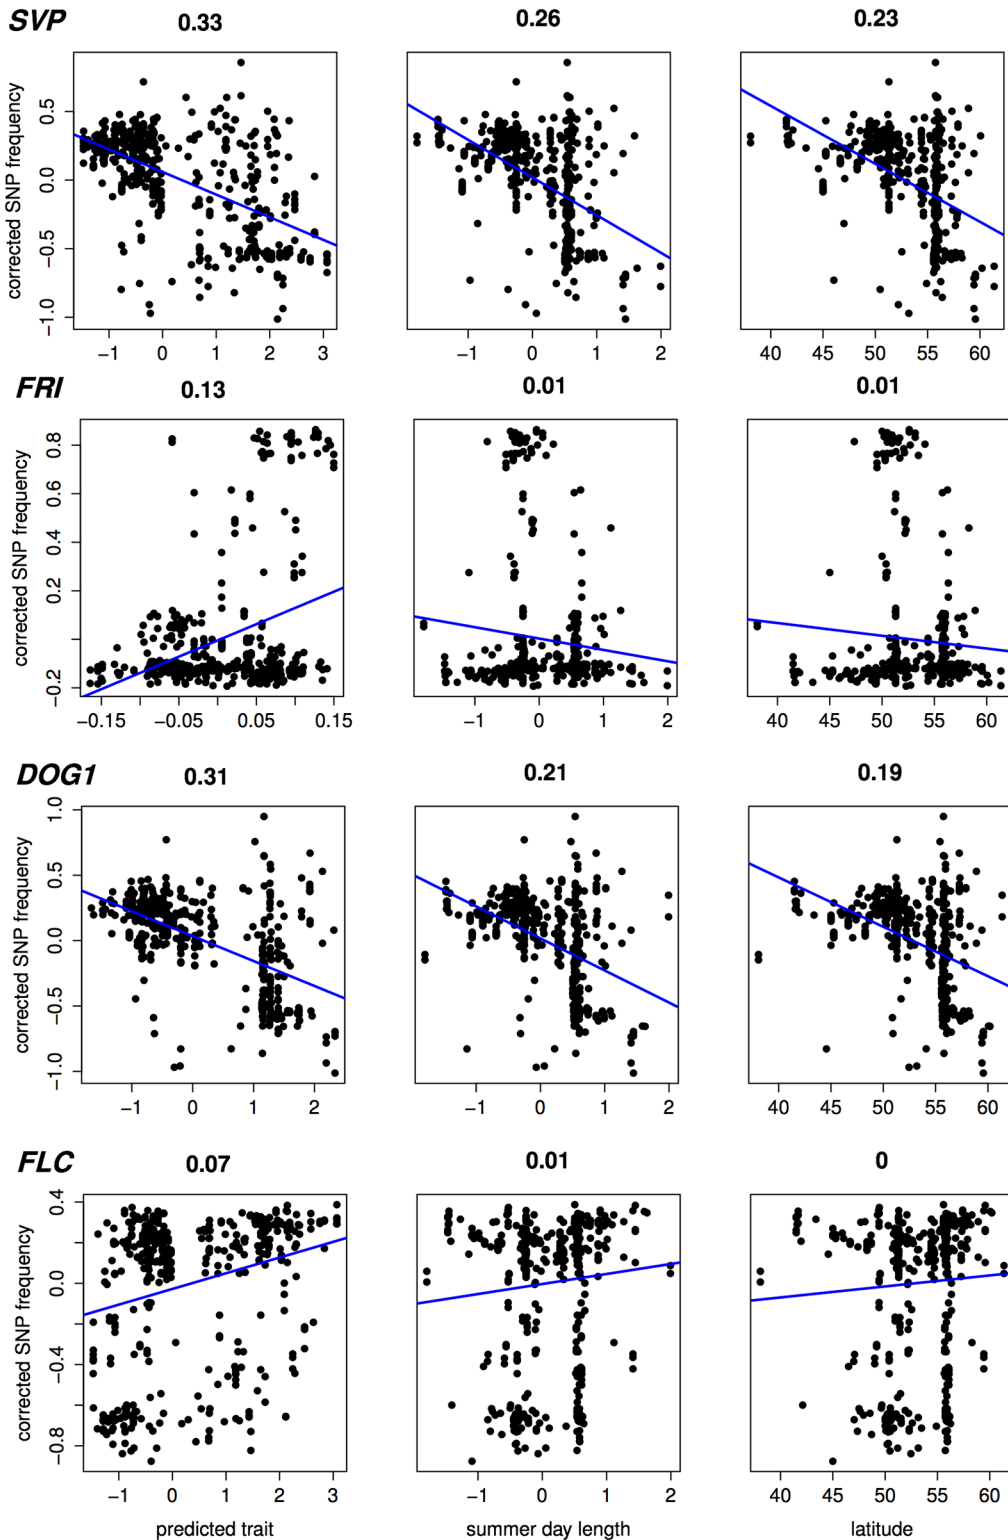 SVP 0.33 0.26 0.23
corrected SNP frequency
0.5
0.0
−0.5
−1.0
−1 0 1 2 3 −1 0 1 2 40 45 50 55 60
FRI 0.13 0.01 0.01
corrected SNP frequency
0.8
0.6
0.4
0.2
−0.2
−0.15 −0.05 0.05 0.15 −1 0 1 2 40 45 50 55 60
DOG1 0.31 0.21 0.19
corrected SNP frequency
1.0
0.5
0.0
−0.5
−1.0
−1 0 1 2 −1 0 1 2 40 45 50 55 60
FLC 0.07 0.01 0
corrected SNP frequency
0.4
0.0
−0.4
−0.8
−1 0 1 2 3 −1 0 1 2 40 45 50 55 60
predicted trait summer day length latitude